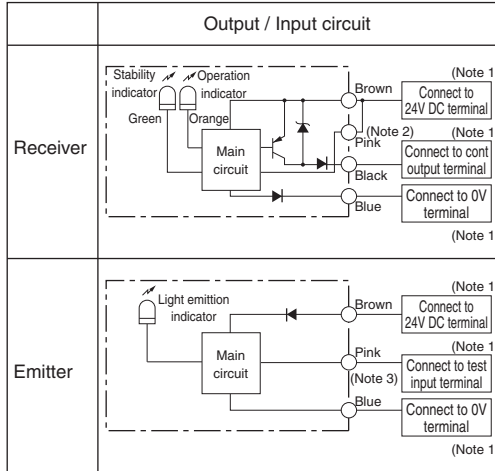 Output / Input circuit
Receiver
Stability
indicator
Green
Operation
indicator
Orange
Main
circuit
Brown
(Note 2)
Pink
Black
Blue
(Note 1
Connect to
24V DC terminal
(Note 1
Connect to cont
output terminal
Connect to 0V
terminal
(Note 1
Emitter
Light emittion
indicator
Main
circuit
Brown
Pink
(Note 3)
Blue
(Note 1
Connect to
24V DC terminal
(Note 1
Connect to test
input terminal
Connect to 0V
terminal
(Note 1